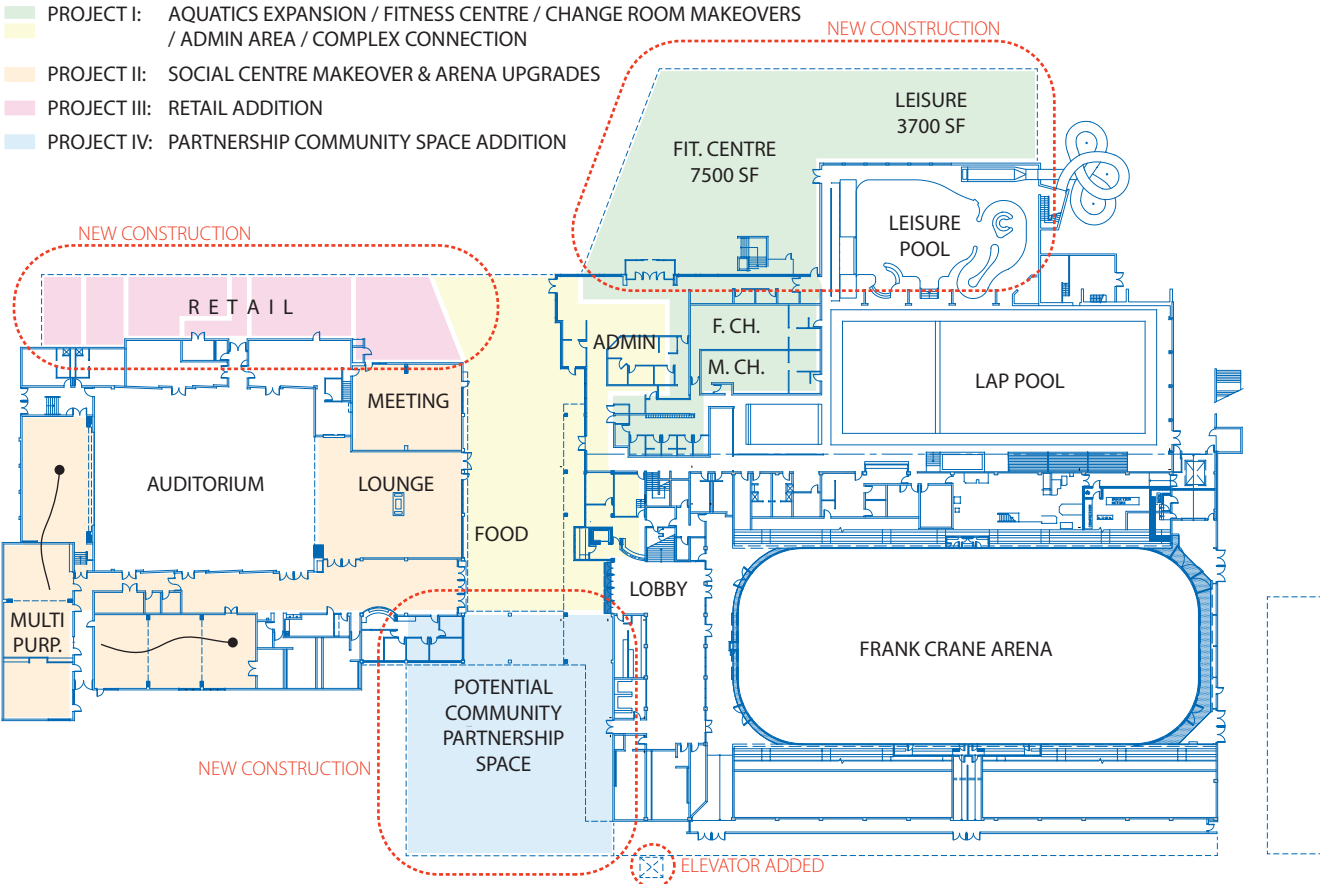 PROJECT I: AQUATICS EXPANSION / FITNESS CENTRE / CHANGE ROOM MAKEOVERS
/ ADMIN AREA / COMPLEX CONNECTION
PROJECT II: SOCIAL CENTRE MAKEOVER & ARENA UPGRADES
PROJECT III: RETAIL ADDITION
PROJECT IV: PARTNERSHIP COMMUNITY SPACE ADDITION
NEW CONSTRUCTION
LEISURE
3700 SF
FIT. CENTRE
7500 SF
LEISURE
POOL
NEW CONSTRUCTION
RETAIL
F. CH.
ADMIN
M. CH.
LAP POOL
MEETING
AUDITORIUM
LOUNGE
FOOD
LOBBY
MULTI
PURP.
FRANK CRANE ARENA
POTENTIAL
COMMUNITY
PARTNERSHIP
SPACE
NEW CONSTRUCTION
ELEVATOR ADDED